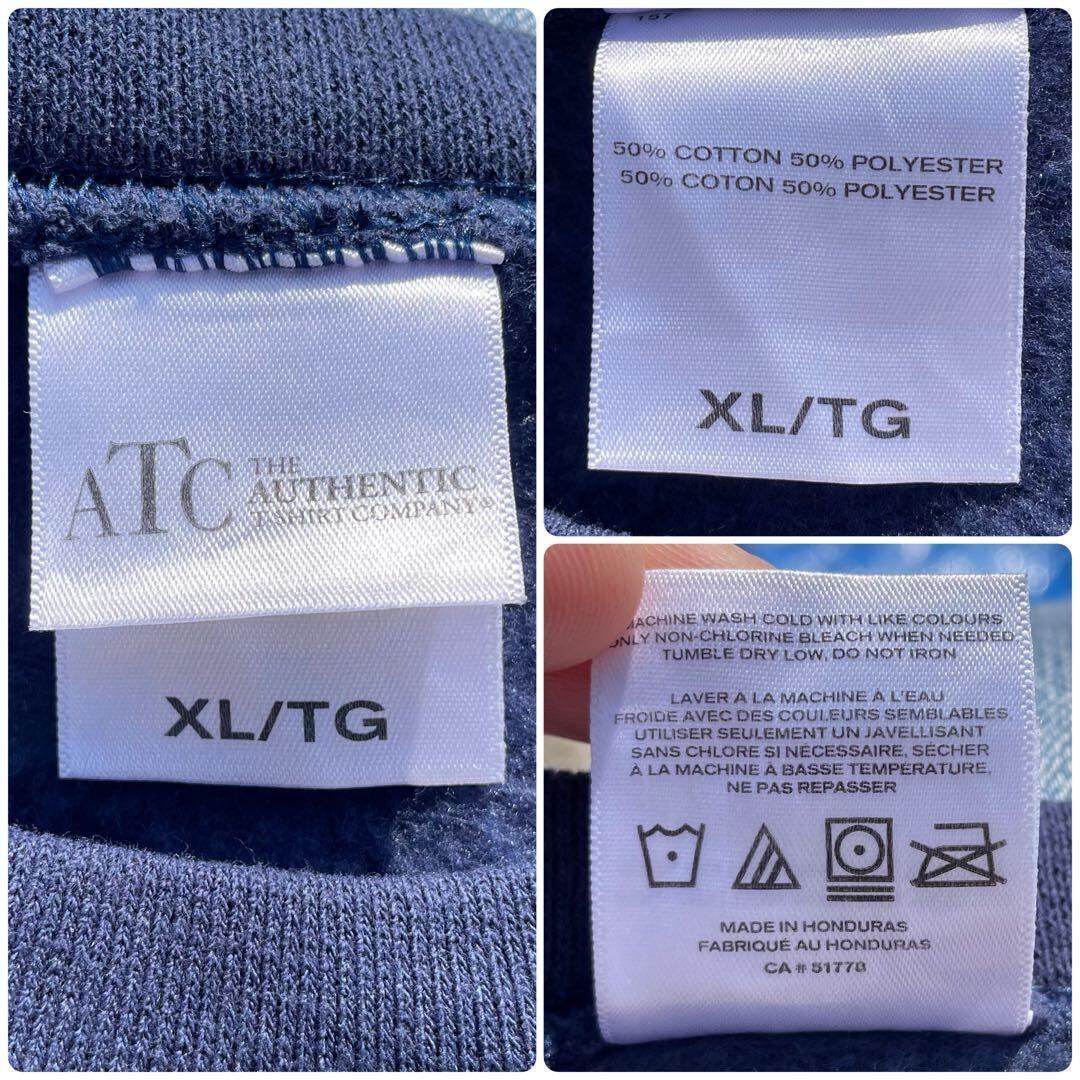 ATC THE
AUTHENTIC
T-SHIRT COMPANY®
XL/TG
157
50% COTTON 50% POLYESTER
50% COTON 50% POLYESTER
XL/TG
MACHINE WASH COLD WITH LIKE COLOURS
ONLY NON-CHLORINE BLEACH WHEN NEEDED
TUMBLE DRY LOW, DO NOT IRON
LAVER A LA MACHINE À L'EAU
FROIDE AVEC DES COULEURS SEMBLABLES,
UTILISER SEULEMENT UN JAVELLISANT
SANS CHLORE SI NÉCESSAIRE, SÉCHER
À LA MACHINE À BASSE TEMPÉRATURE,
NE PAS REPASSER
MADE IN HONDURAS
FABRIQUÉ AU HONDURAS
CA # 51778